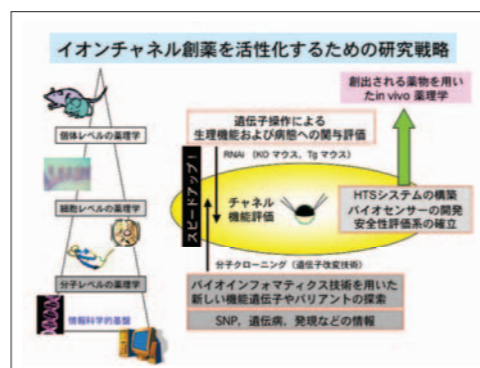 イオンチャネル創薬を活性化するための研究戦略
創出される薬物を用い
たin vivo 薬理学
遺伝子操作による
生理機能および病態への関与評価
個体レベルの薬理学
RNAi（KO マウス，Tg マウス）
スピードアップ！
チャネル
機能評価
HTSシステムの構築
バイオセンサーの開発
安全性評価系の確立
細胞レベルの薬理学
分子クローニング（遺伝子改変技術）
分子レベルの薬理学
バイオインフォマティクス技術を用いた
新しい機能遺伝子やバリアントの探索
情報科学的基盤
SNP，遺伝病，発現などの情報